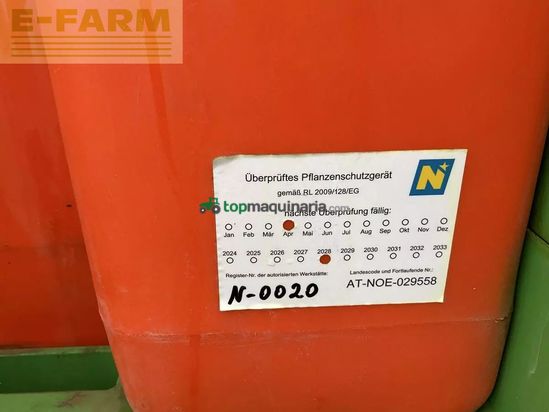 E-FARM
Überprüftes Pflanzenschutzgerät
gemäß RL 2009/128/EG
N
topmaquinaria.com
nächste Überprüfung fällig:
Jan Feb Mär Apr Mai Jun Jul Aug Sep Okt Nov Dez
2024 2025 2026 2027 2028 2029 2030 2031 2032 2033
Register-Nr. der autorisierten Werkstätte:
Landescode und Fortlaufende Nr.:
N-0020
AT-NOE-029558